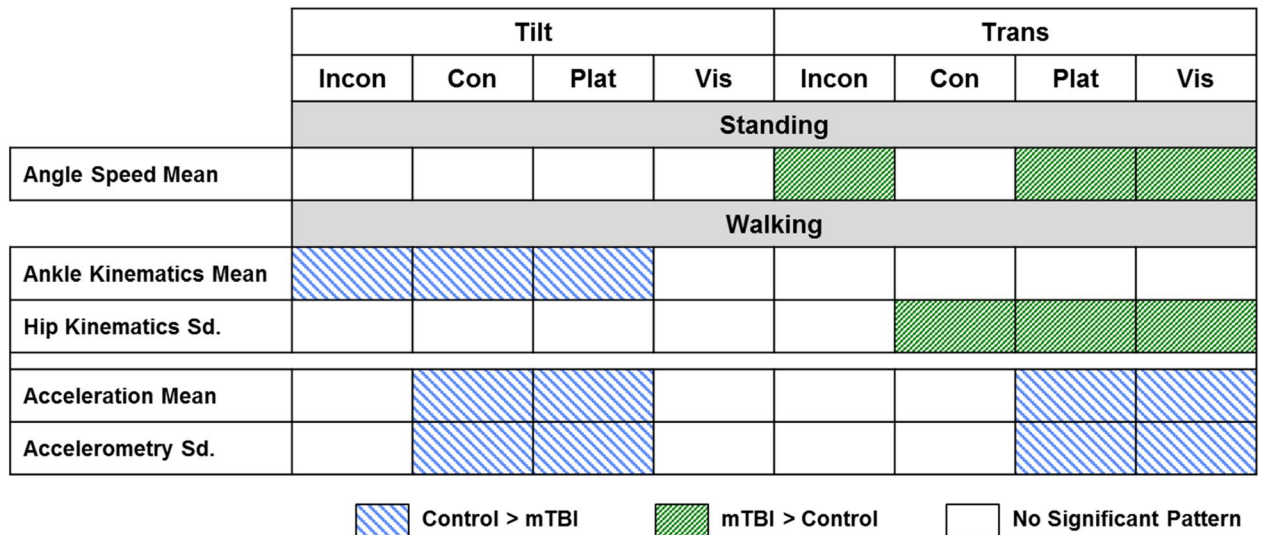 Tilt Trans
Incon Con Plat Vis Incon Con Plat Vis
Standing
Angle Speed Mean
Walking
Ankle Kinematics Mean
Hip Kinematics Sd.
Acceleration Mean
Accelerometry Sd.
Control > mTBI mTBI > Control No Significant Pattern